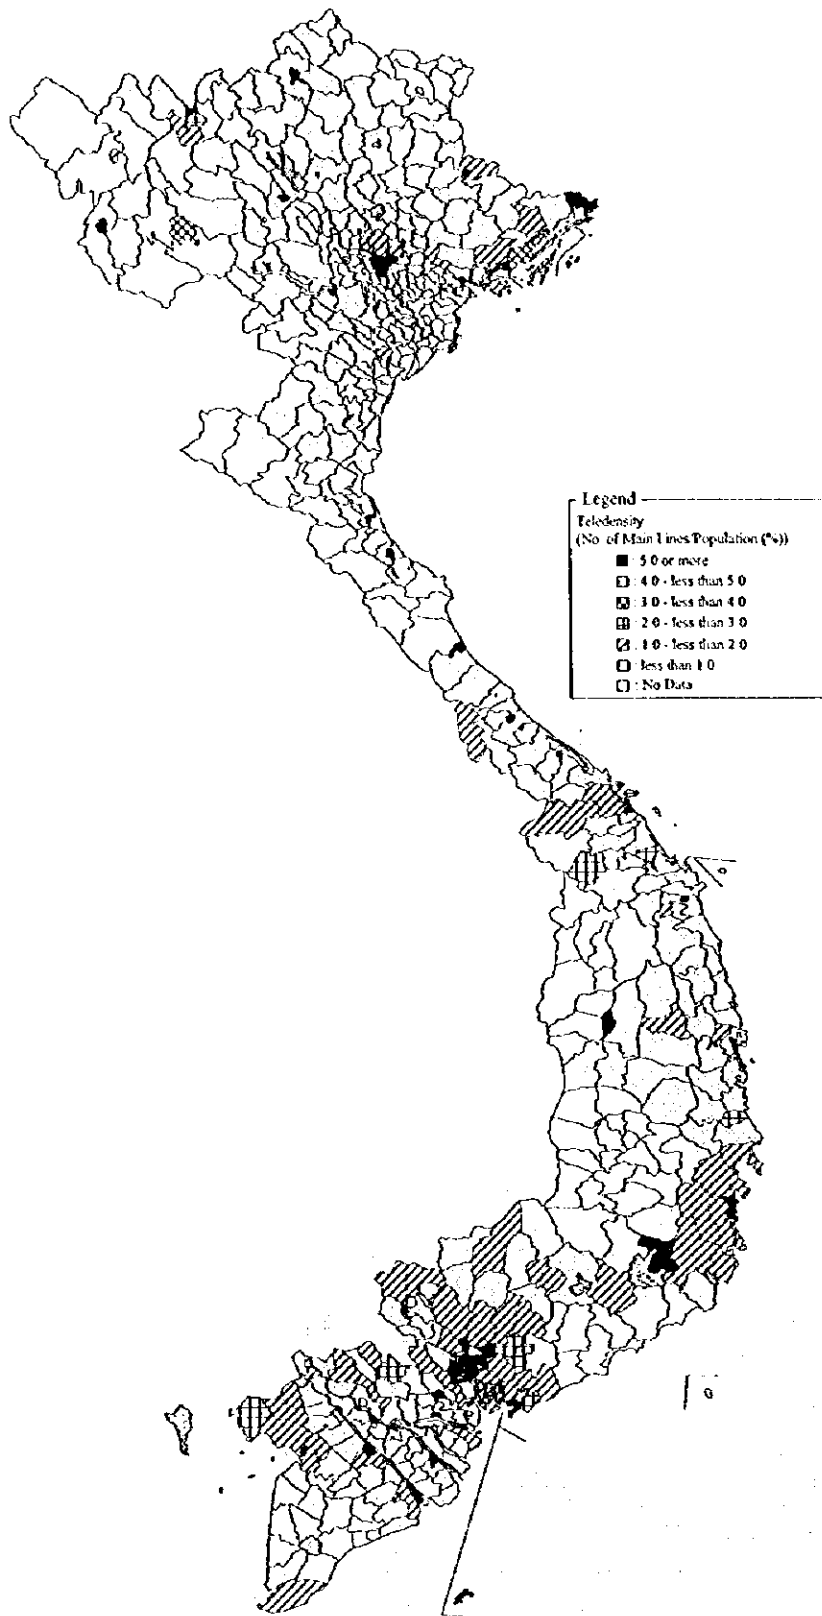 Legend
Teledensity
(No. of Main Lines/Population (%))
: 5.0 or more
: 4.0 - less than 5.0
: 3.0 - less than 4.0
: 2.0 - less than 3.0
: 1.0 - less than 2.0
: less than 1.0
: No Data